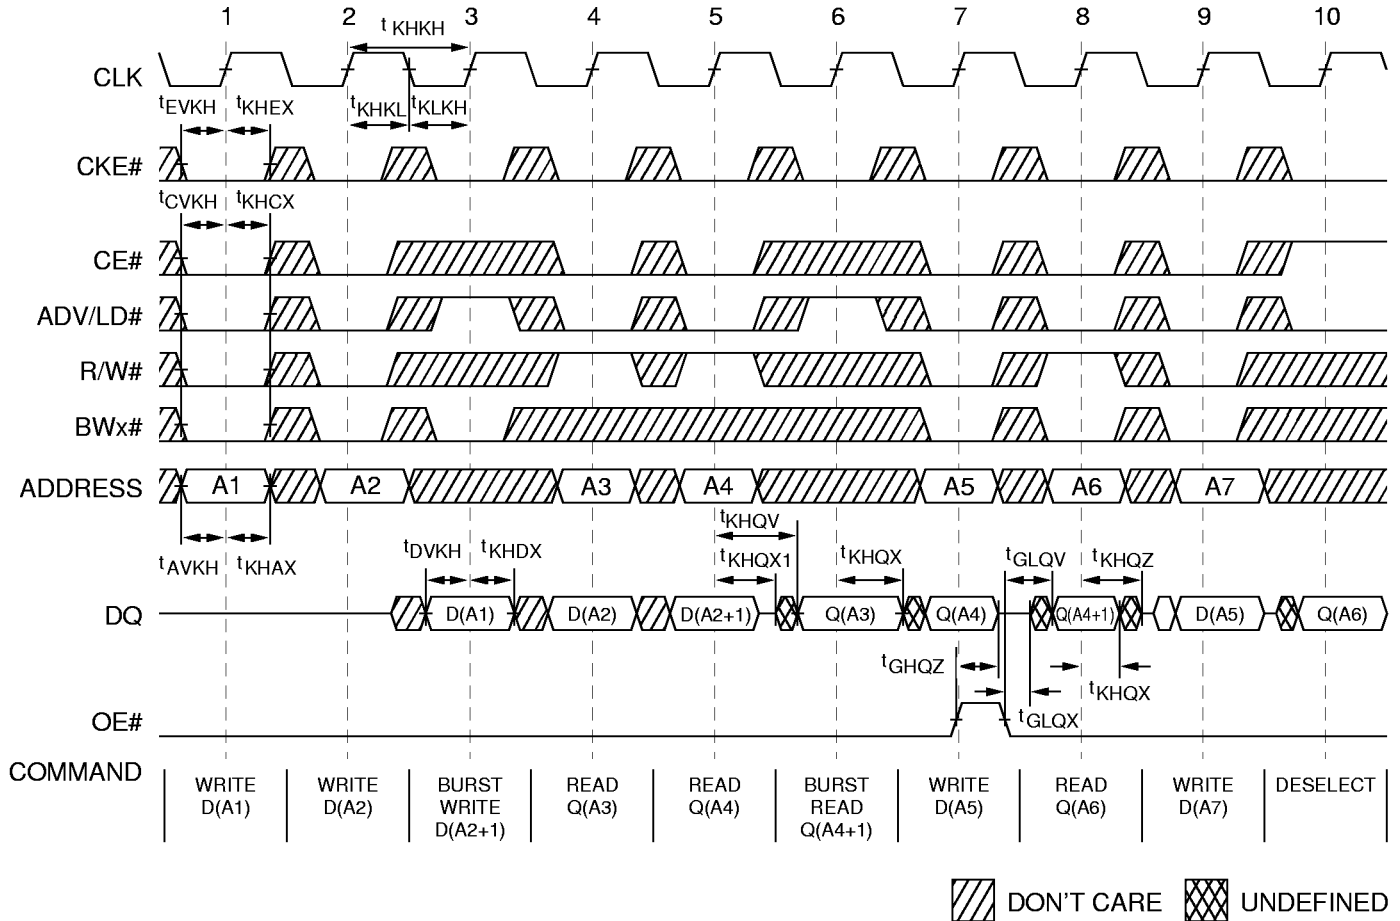 1 2 3 4 5 6 7 8 9 10
tKHKH
CLK
tEVKH tKHEX tKHKL tKLKH
CKE#
tCVKH tKHCX
CE#
ADV/LD#
R/W#
BWx#
ADDRESS A1 A2 A3 A4 A5 A6 A7
tAVKH tKHAX
tDVKH tKHDX
tKHQV
tKHQX1
tKHQX
tGLQV
tKHQZ
DQ D(A1) D(A2) D(A2+1) Q(A3) Q(A4) Q(A4+1) D(A5) Q(A6)
tGHQZ
tKHQX
tGLQX
OE#
COMMAND
WRITE
D(A1)
WRITE
D(A2)
BURST
WRITE
D(A2+1)
READ
Q(A3)
READ
Q(A4)
BURST
READ
Q(A4+1)
WRITE
D(A5)
READ
Q(A6)
WRITE
D(A7)
DESELECT
DON'T CARE
UNDEFINED